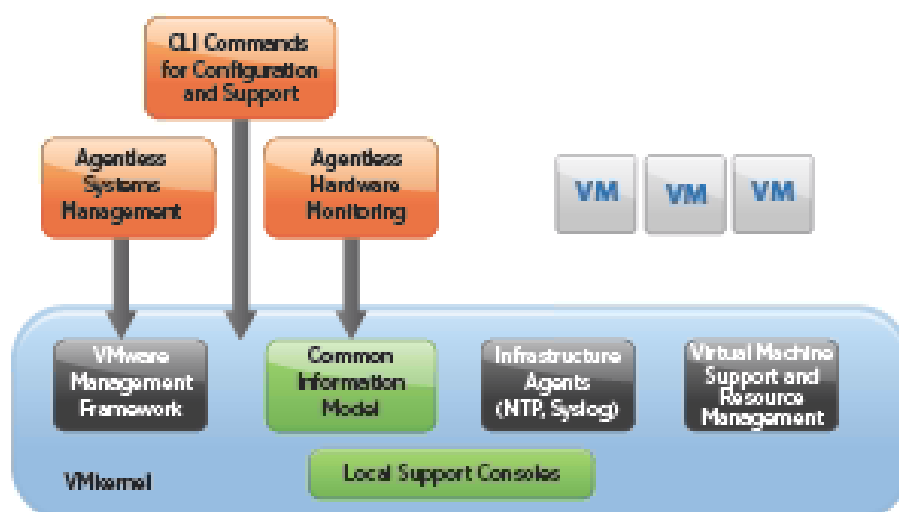 CLI Commands
for Configuration
and Support
Agentless
Systems
Management
Agentless
Hardware
Monitoring
VM
VM
VM
VMware
Management
Framework
Common
Information
Model
Infrastructure
Agents
(NTP, Syslog)
Virtual Machine
Support and
Resource
Management
Local Support Consoles
VMkernel